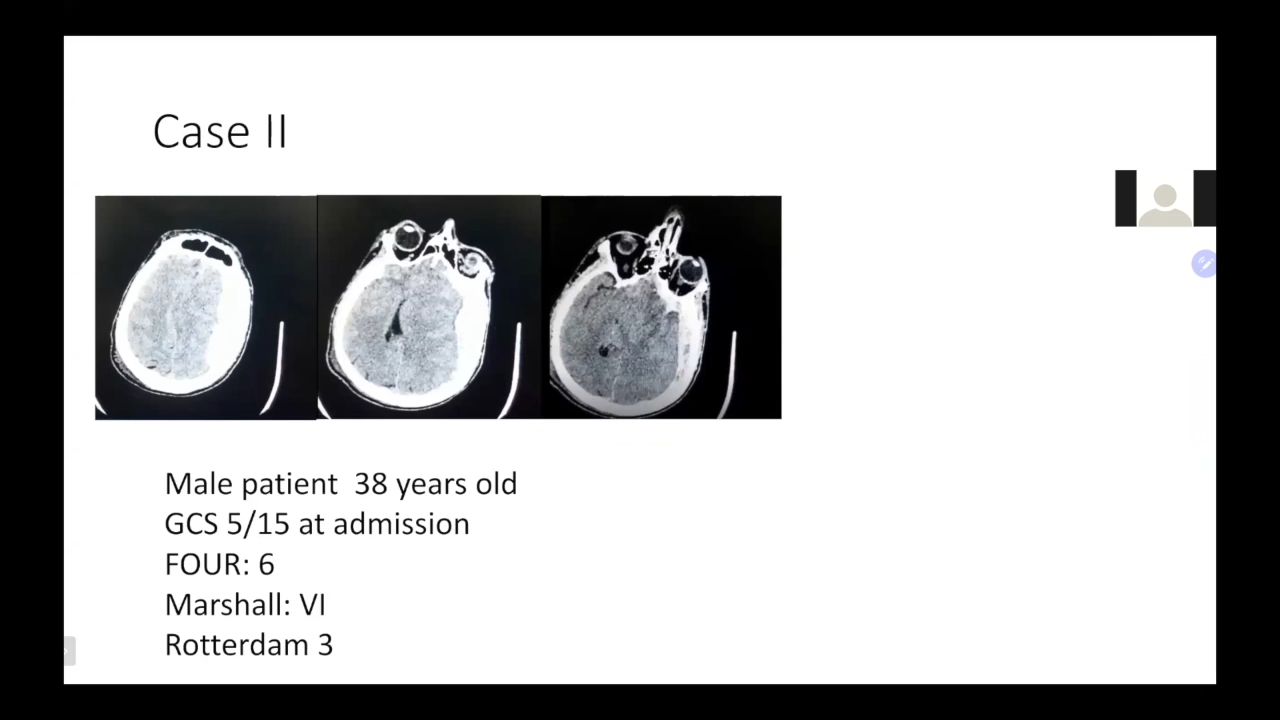 Case II
Male patient  38 years old
GCS 5/15 at admission
FOUR: 6
Marshall: VI
Rotterdam 3